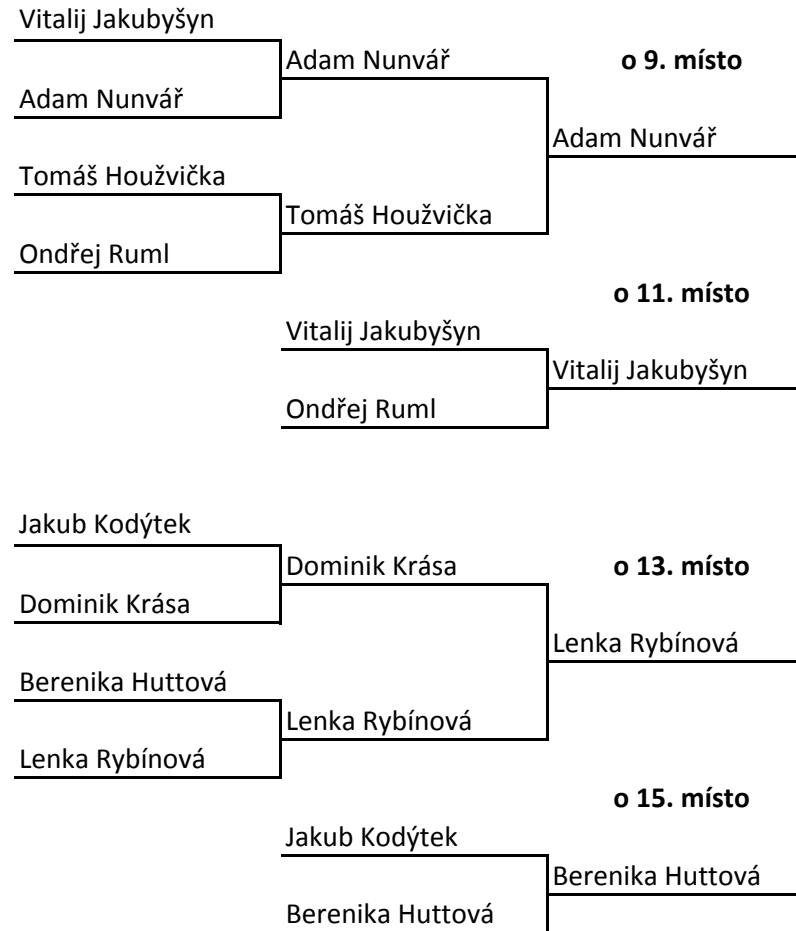 Vitalij Jakubyšyn
Adam Nunvář o 9. místo
Adam Nunvář
Adam Nunvář
Tomáš Houžvička
Tomáš Houžvička
Ondřej Ruml
o 11. místo
Vitalij Jakubyšyn
Vitalij Jakubyšyn
Ondřej Ruml
Jakub Kodýtek
Dominik Krása o 13. místo
Dominik Krása
Lenka Rybínová
Berenika Huttová
Lenka Rybínová
Lenka Rybínová
o 15. místo
Jakub Kodýtek
Berenika Huttová
Berenika Huttová